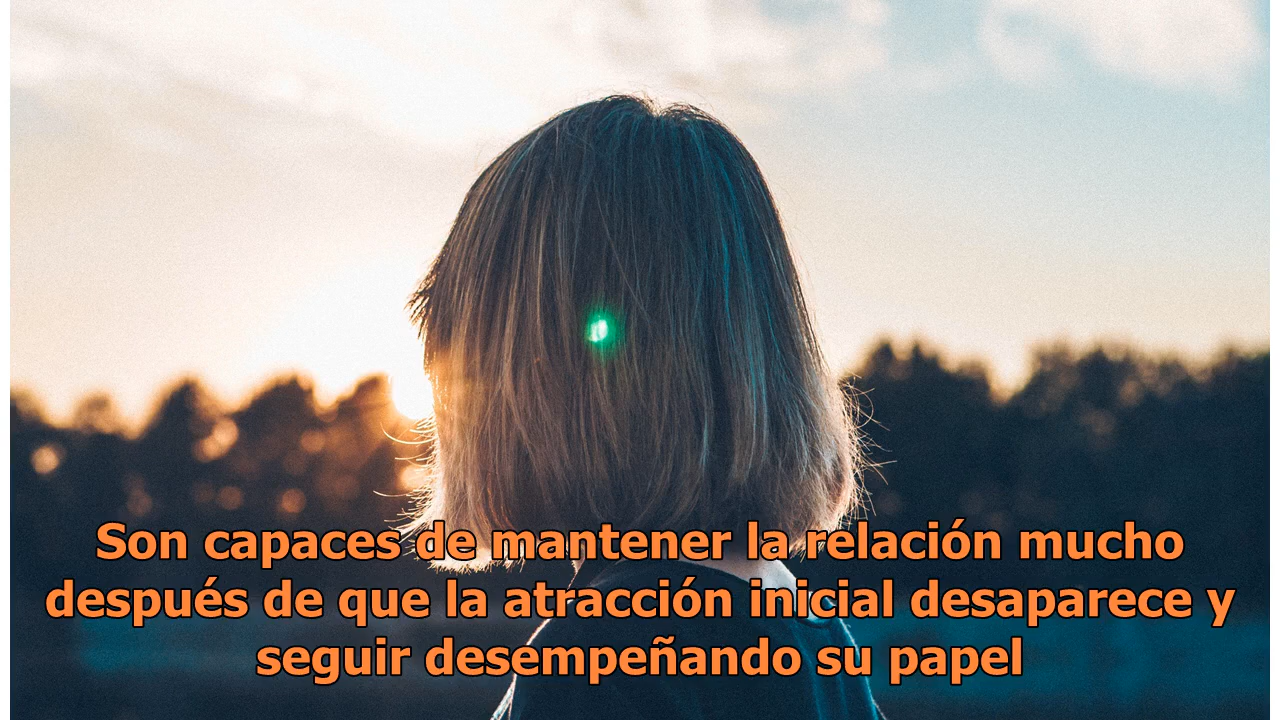 Son capaces de mantener la relación mucho
después de que la atracción inicial desaparece y
seguir desempeñando su papel